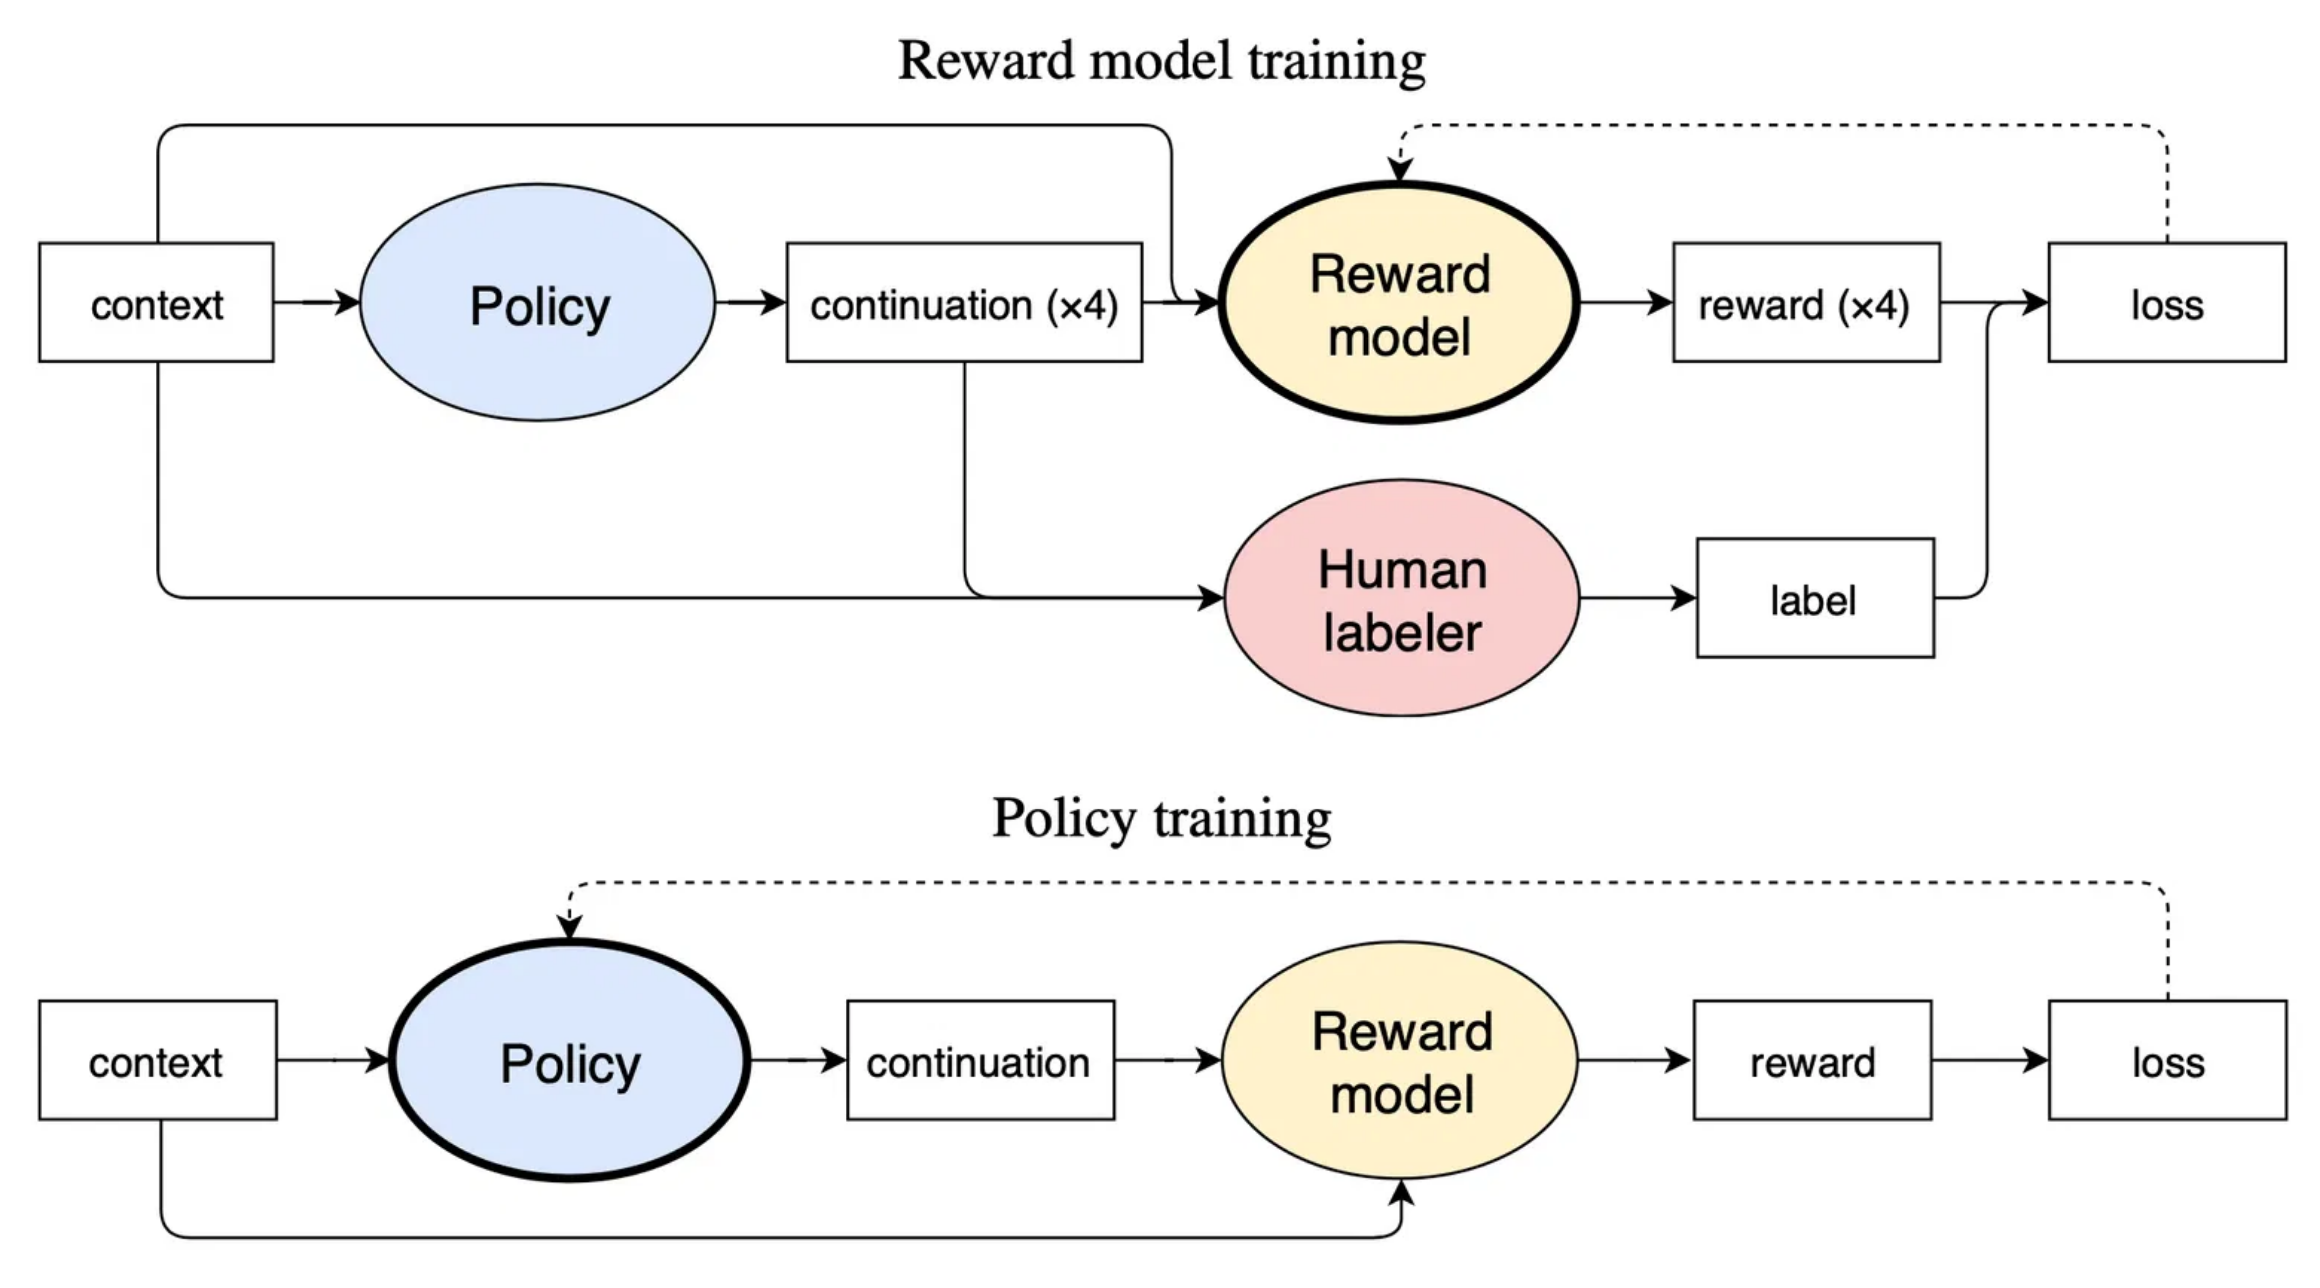 Reward model training
context
Policy
continuation (×4)
Reward
model
reward (×4)
loss
Human
labeler
label
Policy training
context
Policy
continuation
Reward
model
reward
loss